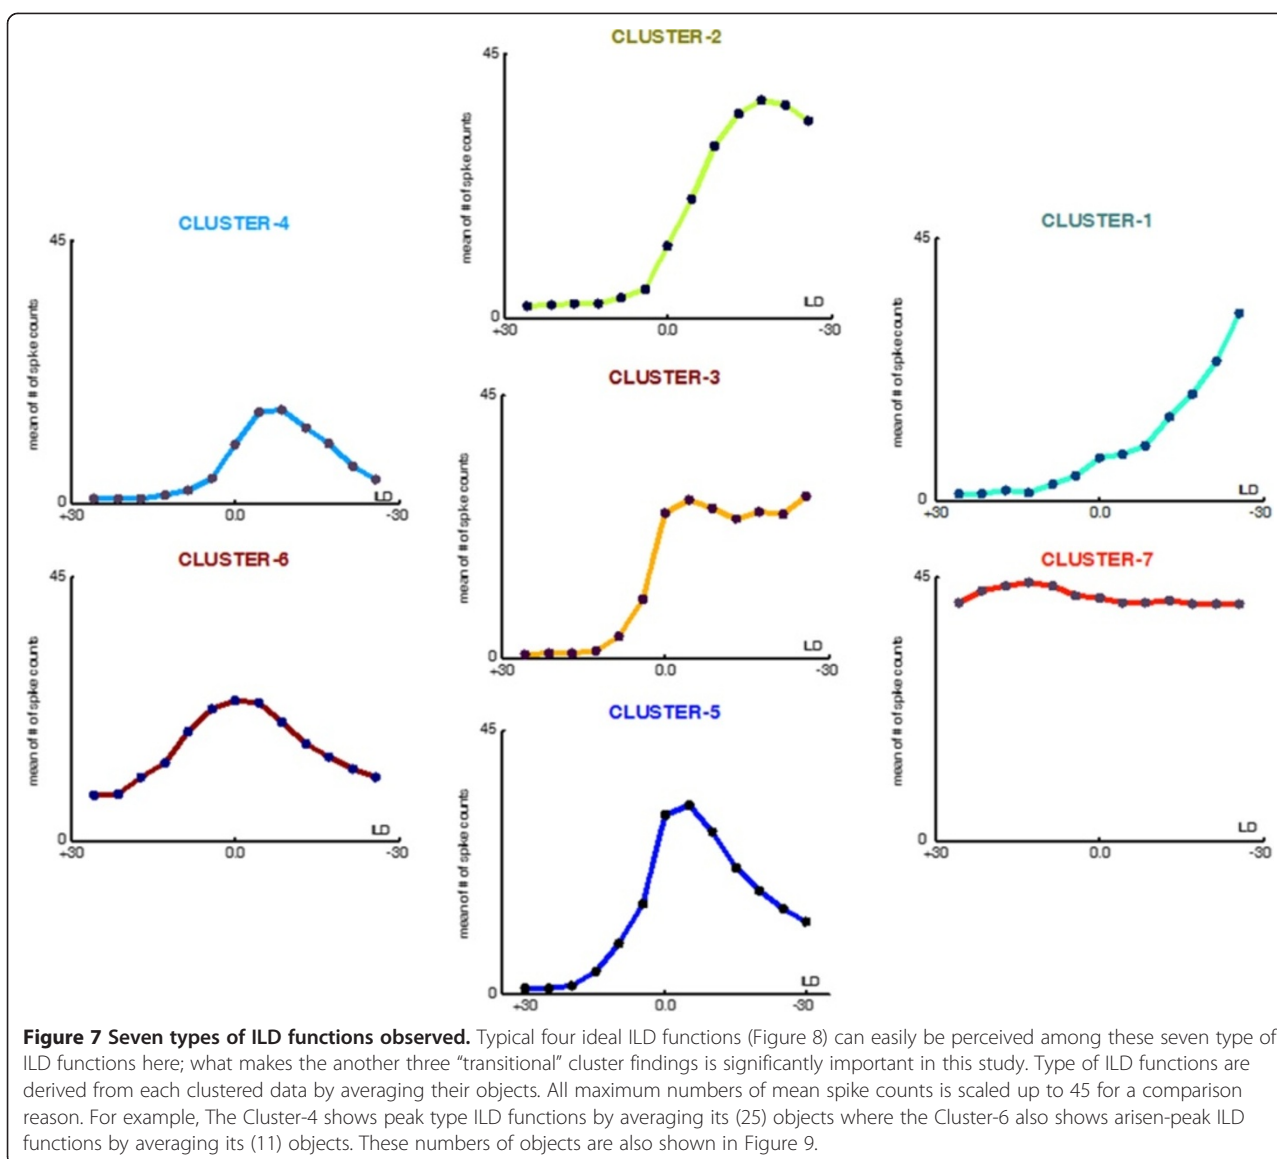 CLUSTER-2
45
mean of # of spike counts
0
+30
0.0
-30
ILD
CLUSTER-4
45
mean of # of spike counts
0
+30
0.0
-30
ILD
CLUSTER-1
45
mean of # of spike counts
0
+30
0.0
-30
ILD
CLUSTER-3
45
mean of # of spike counts
0
+30
0.0
-30
ILD
CLUSTER-6
45
mean of # of spike counts
0
+30
0.0
-30
ILD
CLUSTER-7
45
mean of # of spike counts
0
+30
0.0
-30
ILD
CLUSTER-5
45
mean of # of spike counts
0
+30
0.0
-30
ILD
Figure 7 Seven types of ILD functions observed. Typical four ideal ILD functions (Figure 8) can easily be perceived among these seven type of
ILD functions here; what makes the another three “transitional” cluster findings is significantly important in this study. Type of ILD functions are
derived from each clustered data by averaging their objects. All maximum numbers of mean spike counts is scaled up to 45 for a comparison
reason. For example, The Cluster-4 shows peak type ILD functions by averaging its (25) objects where the Cluster-6 also shows arisen-peak ILD
functions by averaging its (11) objects. These numbers of objects are also shown in Figure 9.